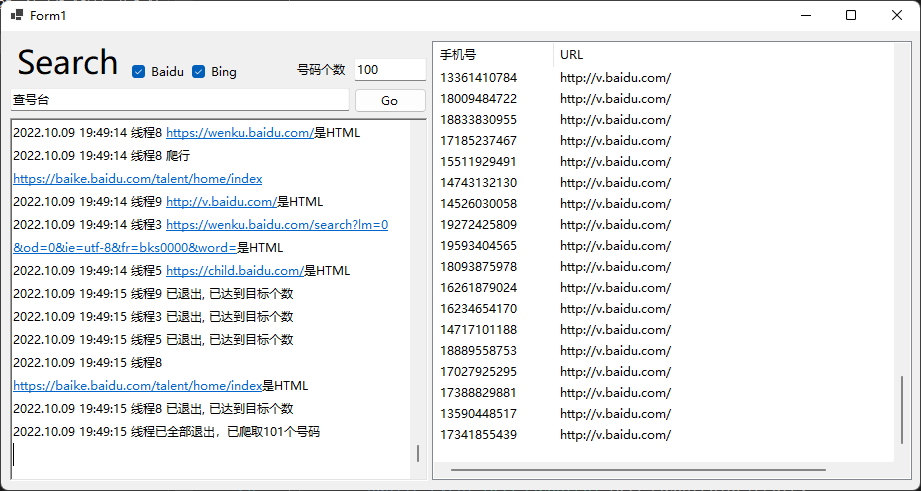 Form1
Search
Baidu
Bing
号码个数
100
查号台
Go
2022.10.09 19:49:14 线程8 https://wenku.baidu.com/是HTML
2022.10.09 19:49:14 线程8 爬行
https://baike.baidu.com/talent/home/index
2022.10.09 19:49:14 线程9 http://v.baidu.com/是HTML
2022.10.09 19:49:14 线程3 https://wenku.baidu.com/search?lm=0
&od=0&ie=utf-8&fr=bks0000&word=是HTML
2022.10.09 19:49:14 线程5 https://child.baidu.com/是HTML
2022.10.09 19:49:15 线程9 已退出, 已达到目标个数
2022.10.09 19:49:15 线程3 已退出, 已达到目标个数
2022.10.09 19:49:15 线程5 已退出, 已达到目标个数
2022.10.09 19:49:15 线程8
https://baike.baidu.com/talent/home/index是HTML
2022.10.09 19:49:15 线程8 已退出, 已达到目标个数
2022.10.09 19:49:15 线程已全部退出，已爬取101个号码
手机号 URL
13361410784 http://v.baidu.com/
18009484722 http://v.baidu.com/
18833830955 http://v.baidu.com/
17185237467 http://v.baidu.com/
15511929491 http://v.baidu.com/
14743132130 http://v.baidu.com/
14526030058 http://v.baidu.com/
19272425809 http://v.baidu.com/
19593404565 http://v.baidu.com/
18093875978 http://v.baidu.com/
16261879024 http://v.baidu.com/
16234654170 http://v.baidu.com/
14717101188 http://v.baidu.com/
18889558753 http://v.baidu.com/
17027925295 http://v.baidu.com/
17388829881 http://v.baidu.com/
13590448517 http://v.baidu.com/
17341855439 http://v.baidu.com/